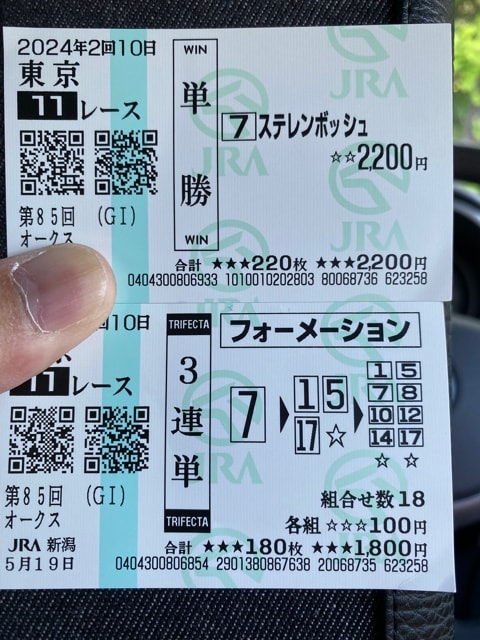 2024年2回10日
東京
11レース
第85回 (GI)
オークス
WIN
単勝
WIN
7 ステレンボッシュ
☆☆2,200円
合計 ★★★220枚 ★★★2,200円
0404300806933 1010010202803 80068736 623258
JRA
JRA
JRA
回10日
11レース
第85回 (GI)
オークス
JRA 新潟
5月19日
TRIFECTA
3連単
TRIFECTA
フォーメーション
7 ▶ 1 5 17 ☆ ▶ 1 5 7 8 10 12 14 17 ☆ ☆
組合せ数18
各組 ☆☆☆100円
合計 ★★★180枚 ★★★1,800円
0404300806854 2901380867638 20068735 623258
JRA
JRA